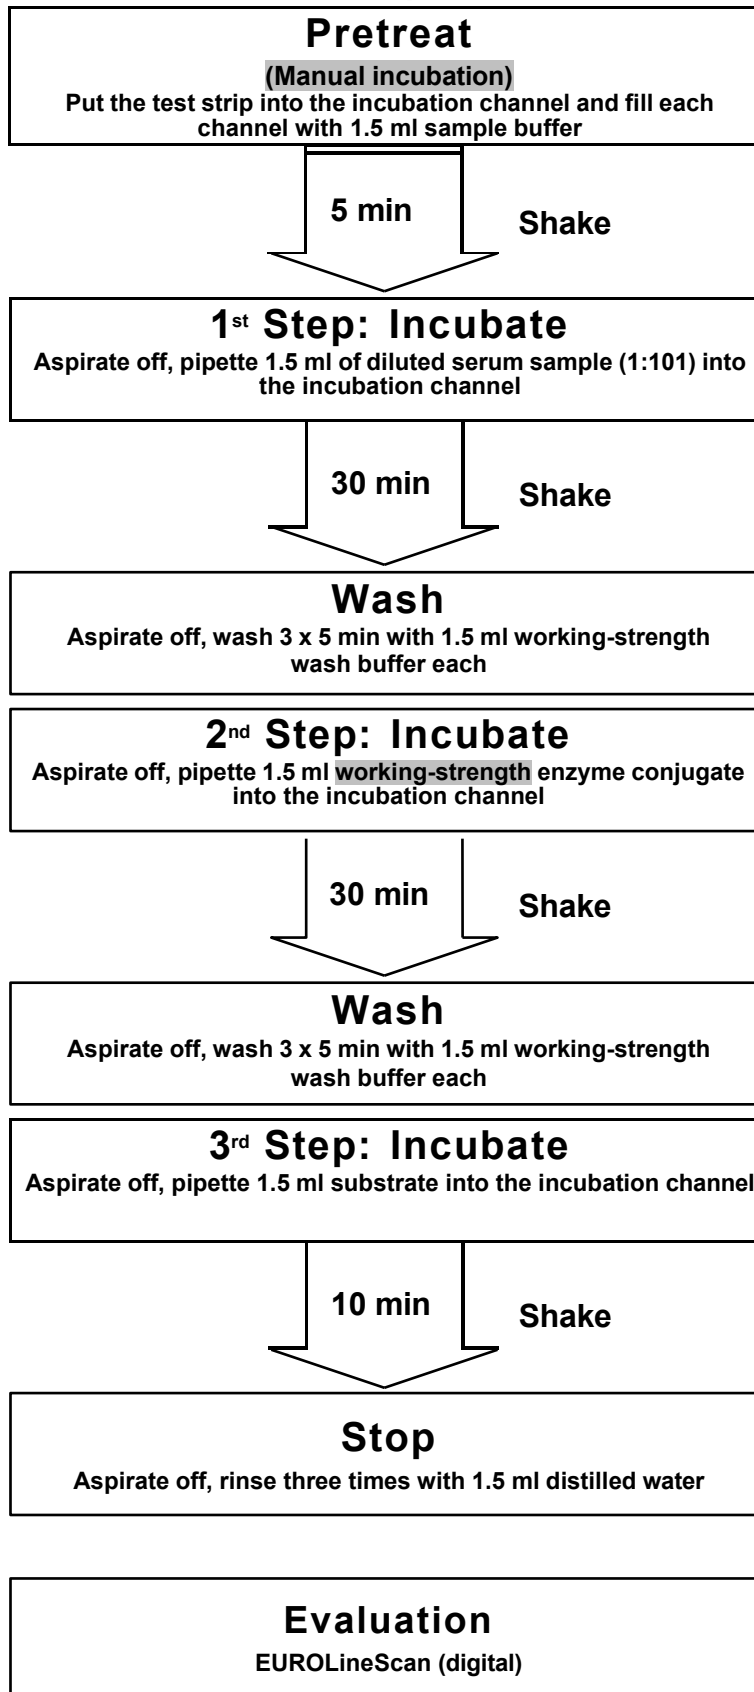 Pretreat
(Manual incubation)
Put the test strip into the incubation channel and fill each
channel with 1.5 ml sample buffer
5 min
Shake
1st Step: Incubate
Aspirate off, pipette 1.5 ml of diluted serum sample (1:101) into
the incubation channel
30 min
Shake
Wash
Aspirate off, wash 3 x 5 min with 1.5 ml working-strength
wash buffer each
2nd Step: Incubate
Aspirate off, pipette 1.5 ml working-strength enzyme conjugate
into the incubation channel
30 min
Shake
Wash
Aspirate off, wash 3 x 5 min with 1.5 ml working-strength
wash buffer each
3rd Step: Incubate
Aspirate off, pipette 1.5 ml substrate into the incubation channel
10 min
Shake
Stop
Aspirate off, rinse three times with 1.5 ml distilled water
Evaluation
EUROLineScan (digital)